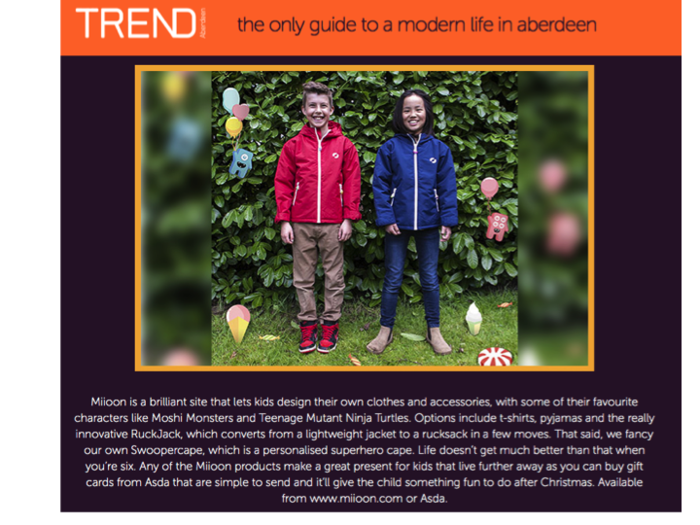 TREND Aberdeen the only guide to a modern life in aberdeen
Miioon is a brilliant site that lets kids design their own clothes and accessories, with some of their favourite
characters like Moshi Monsters and Teenage Mutant Ninja Turtles. Options include t-shirts, pyjamas and the really
innovative RuckJack, which converts from a lightweight jacket to a rucksack in a few moves. That said, we fancy
our own Swoopercape, which is a personalised superhero cape. Life doesn't get much better than that when
you're six. Any of the Miioon products make a great present for kids that live further away as you can buy gift
cards from Asda that are simple to send and it'll give the child something fun to do after Christmas. Available
from www.miioon.com or Asda.